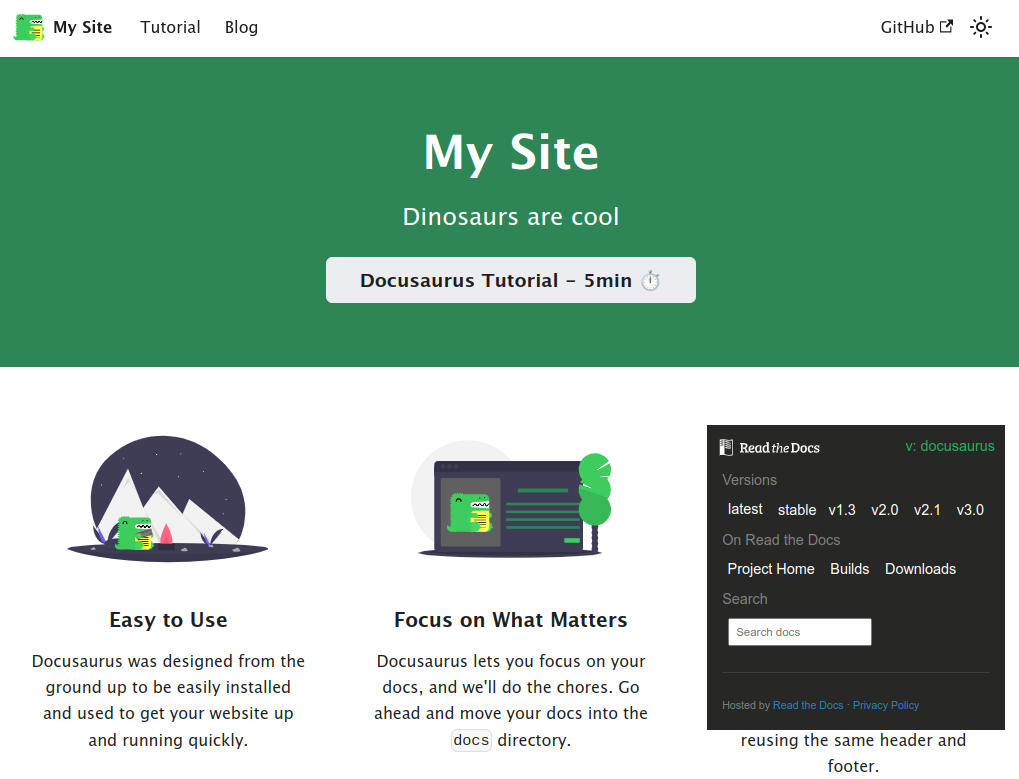 My Site Tutorial Blog GitHub
My Site
Dinosaurs are cool
Docusaurus Tutorial - 5min ⏱️
Easy to Use
Docusaurus was designed from the
ground up to be easily installed
and used to get your website up
and running quickly.
Focus on What Matters
Docusaurus lets you focus on your
docs, and we'll do the chores. Go
ahead and move your docs into the
docs directory.
Read the Docs v: docusaurus
Versions
latest stable v1.3 v2.0 v2.1 v3.0
On Read the Docs
Project Home Builds Downloads
Search
Search docs
Hosted by Read the Docs · Privacy Policy
reusing the same header and
footer.